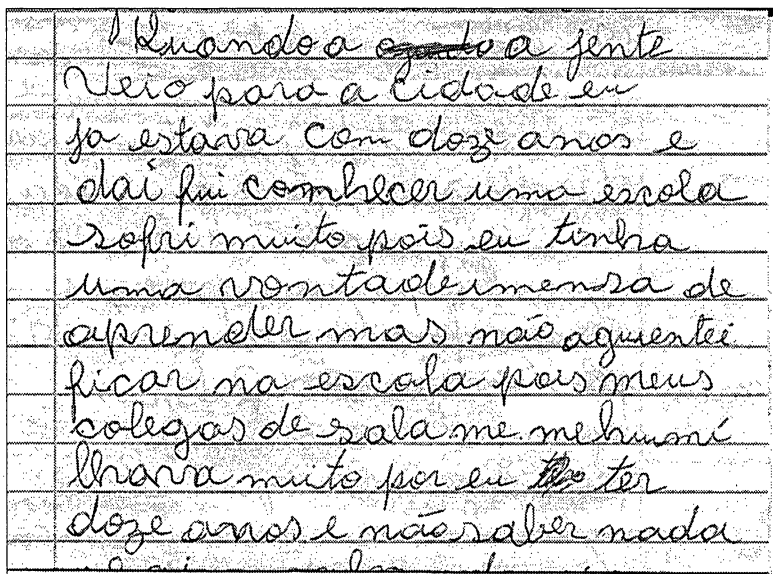 Quando a a jente
Veio para a cidade eu
ja estava com doze anos e
daí fui comhecer uma escola
sofri muito pois eu tinha
uma vontade imensa de
aprender mas não aguentei
ficar na escola pois meus
colegas de sala me me humi
lhava muito por eu ter
doze anos e não saber nada